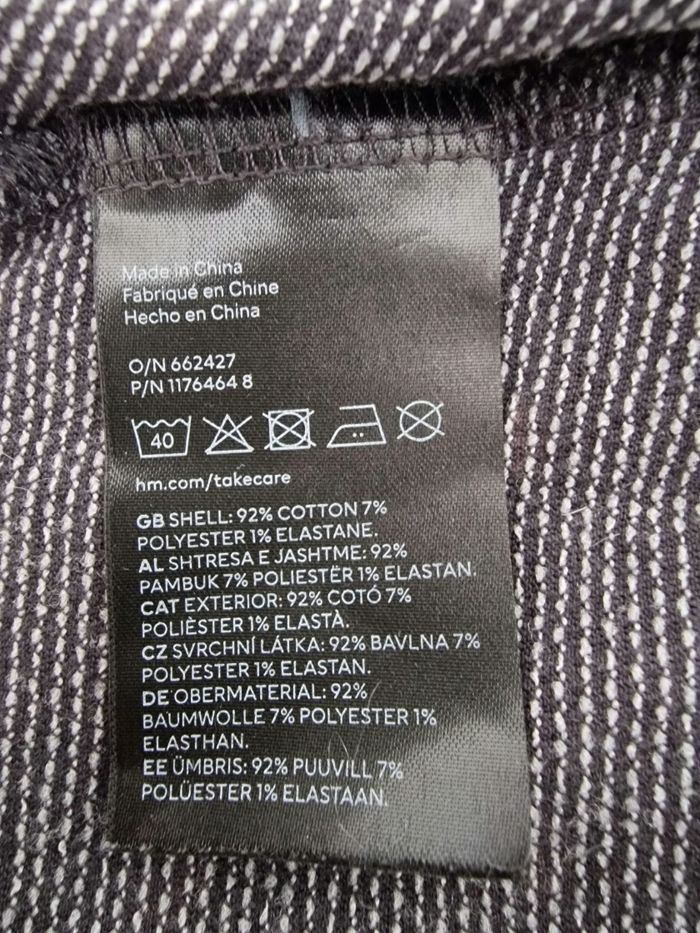 Made in China
Fabriqué en Chine
Hecho en China
O/N 662427
P/N 1176464 8
40
hm.com/takecare
GB SHELL: 92% COTTON 7%
POLYESTER 1% ELASTANE.
AL SHTRESA E JASHTME: 92%
PAMBUK 7% POLIESTËR 1% ELASTAN.
CAT EXTERIOR: 92% COTÓ 7%
POLIÈSTER 1% ELASTÀ.
CZ SVRCHNÍ LÁTKA: 92% BAVLNA 7%
POLYESTER 1% ELASTAN.
DE OBERMATERIAL: 92%
BAUMWOLLE 7% POLYESTER 1%
ELASTHAN.
EE ÜMBRIS: 92% PUUVILL 7%
POLÜESTER 1% ELASTAAN.